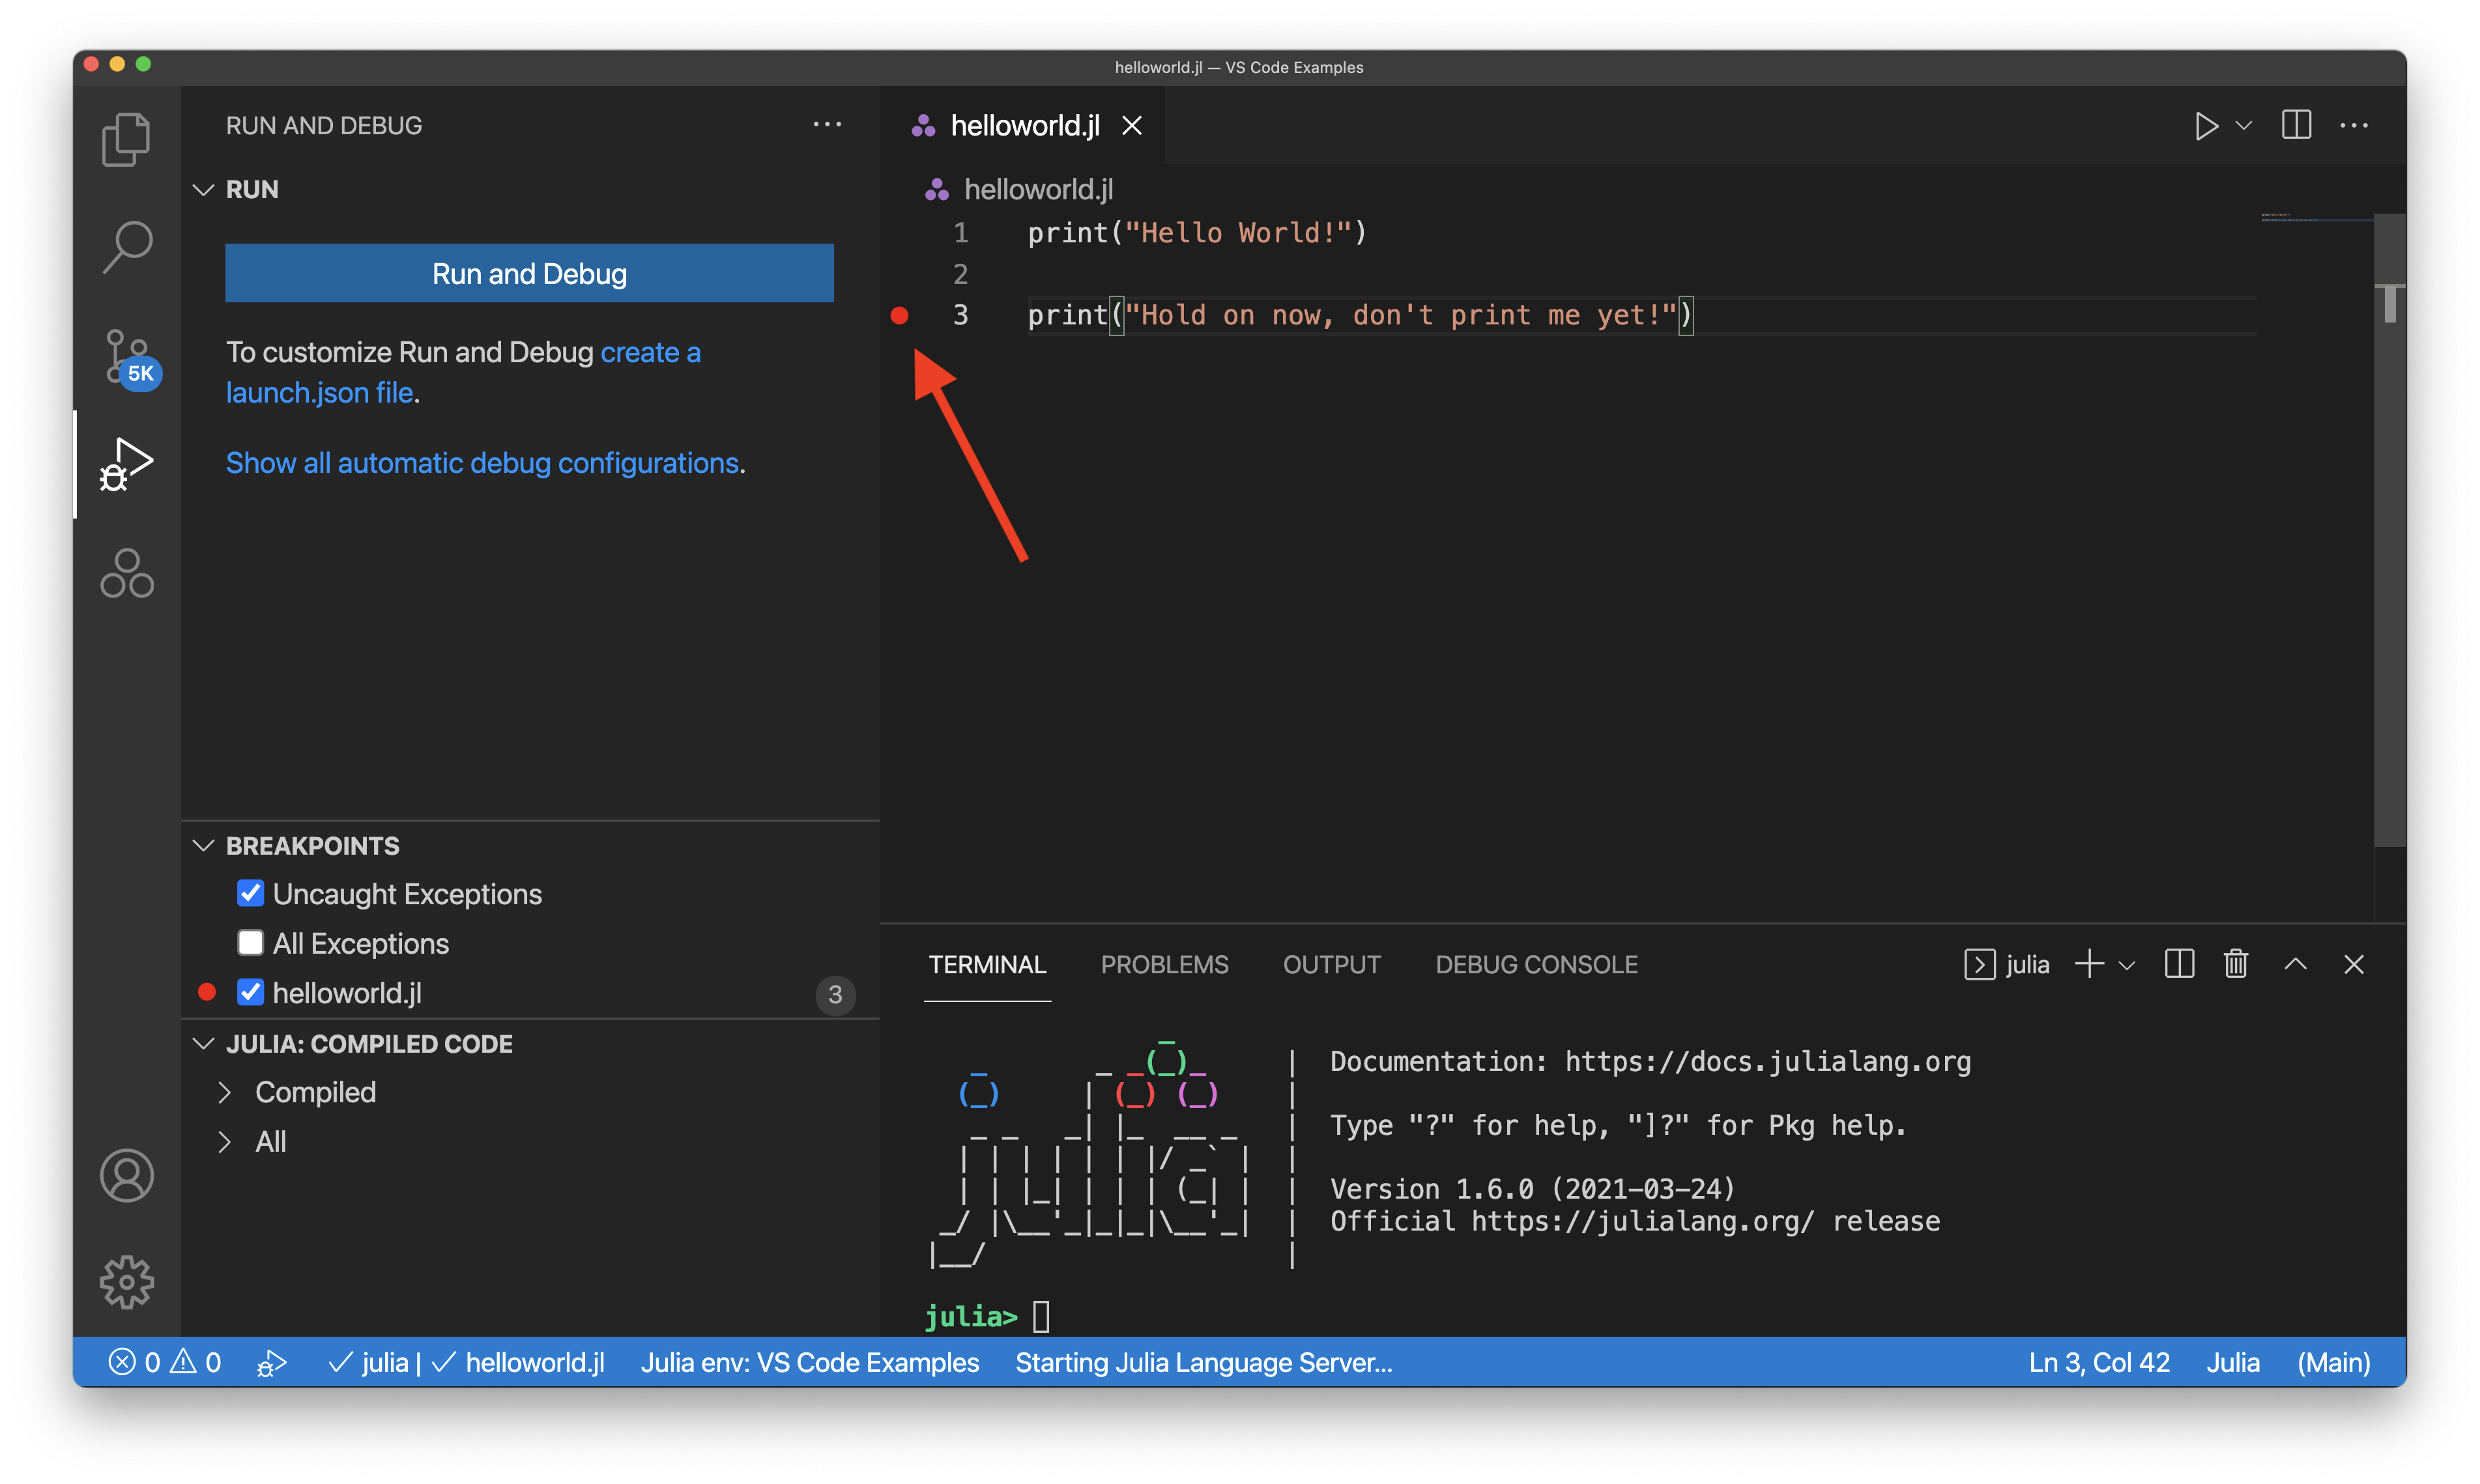 helloworld.jl — VS Code Examples
RUN AND DEBUG
RUN
Run and Debug
To customize Run and Debug create a
launch.json file.
Show all automatic debug configurations.
5K
BREAKPOINTS
Uncaught Exceptions
All Exceptions
helloworld.jl
3
JULIA: COMPILED CODE
Compiled
All
helloworld.jl
helloworld.jl
1 print("Hello World!")
2
3 print("Hold on now, don't print me yet!")
TERMINAL PROBLEMS OUTPUT DEBUG CONSOLE
julia
Documentation: https://docs.julialang.org
Type "?" for help, "]?" for Pkg help.
Version 1.6.0 (2021-03-24)
Official https://julialang.org/ release
julia>
0 0 julia | helloworld.jl Julia env: VS Code Examples Starting Julia Language Server... Ln 3, Col 42 Julia (Main)